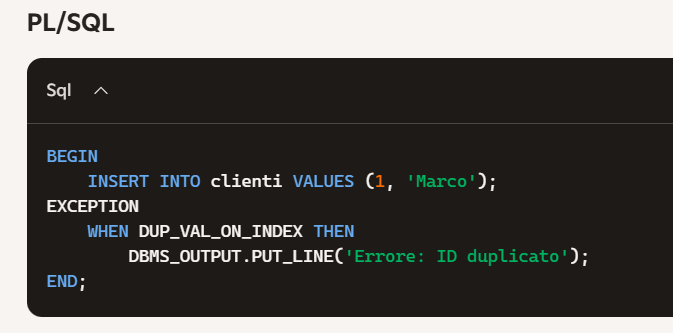 PL/SQL
Sql
BEGIN
    INSERT INTO clienti VALUES (1, 'Marco');
EXCEPTION
    WHEN DUP_VAL_ON_INDEX THEN
        DBMS_OUTPUT.PUT_LINE('Errore: ID duplicato');
END;